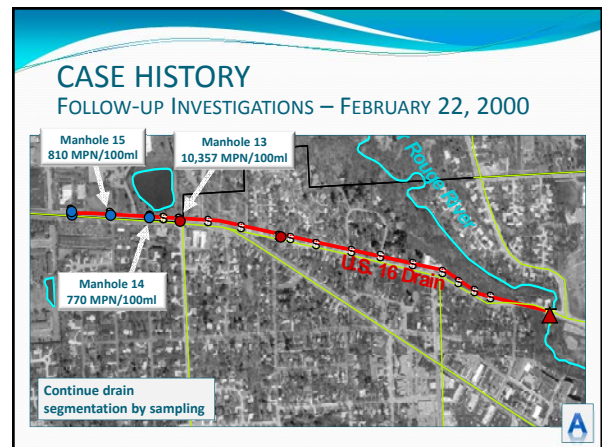 CASE HISTORY
FOLLOW-UP INVESTIGATIONS – FEBRUARY 22, 2000
Manhole 15
810 MPN/100ml
Manhole 13
10,357 MPN/100ml
Rouge River
S S S S S S S S S S S S
U.S. 16 Drain
Manhole 14
770 MPN/100ml
Continue drain
segmentation by sampling
A